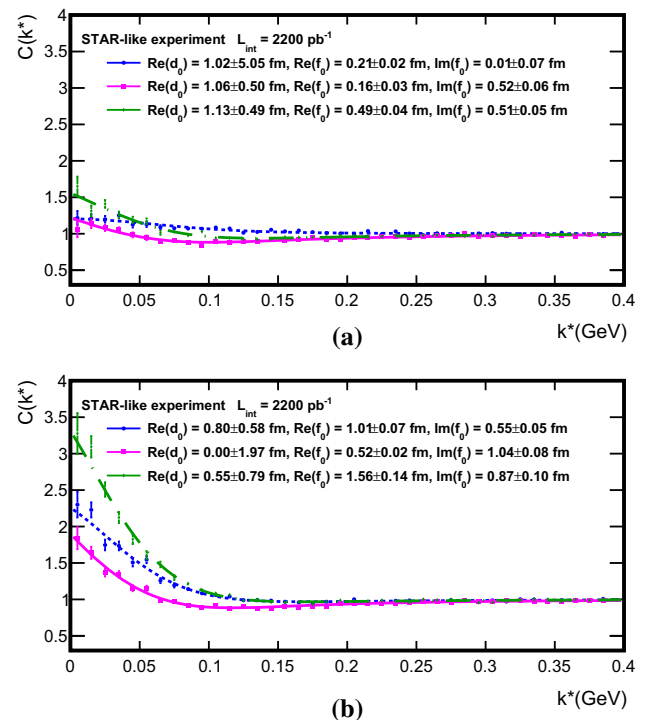 C(k*)
4
STAR-like experiment L_int = 2200 pb⁻¹
3.5
Re(d₀) = 1.02±5.05 fm, Re(f₀) = 0.21±0.02 fm, Im(f₀) = 0.01±0.07 fm
Re(d₀) = 1.06±0.50 fm, Re(f₀) = 0.16±0.03 fm, Im(f₀) = 0.52±0.06 fm
3
Re(d₀) = 1.13±0.49 fm, Re(f₀) = 0.49±0.04 fm, Im(f₀) = 0.51±0.05 fm
2.5
2
1.5
1
0.5
0 0.05 0.1 0.15 0.2 0.25 0.3 0.35 0.4
k*(GeV)
(a)
C(k*)
4
STAR-like experiment L_int = 2200 pb⁻¹
3.5
Re(d₀) = 0.80±0.58 fm, Re(f₀) = 1.01±0.07 fm, Im(f₀) = 0.55±0.05 fm
Re(d₀) = 0.00±1.97 fm, Re(f₀) = 0.52±0.02 fm, Im(f₀) = 1.04±0.08 fm
3
Re(d₀) = 0.55±0.79 fm, Re(f₀) = 1.56±0.14 fm, Im(f₀) = 0.87±0.10 fm
2.5
2
1.5
1
0.5
0 0.05 0.1 0.15 0.2 0.25 0.3 0.35 0.4
k*(GeV)
(b)